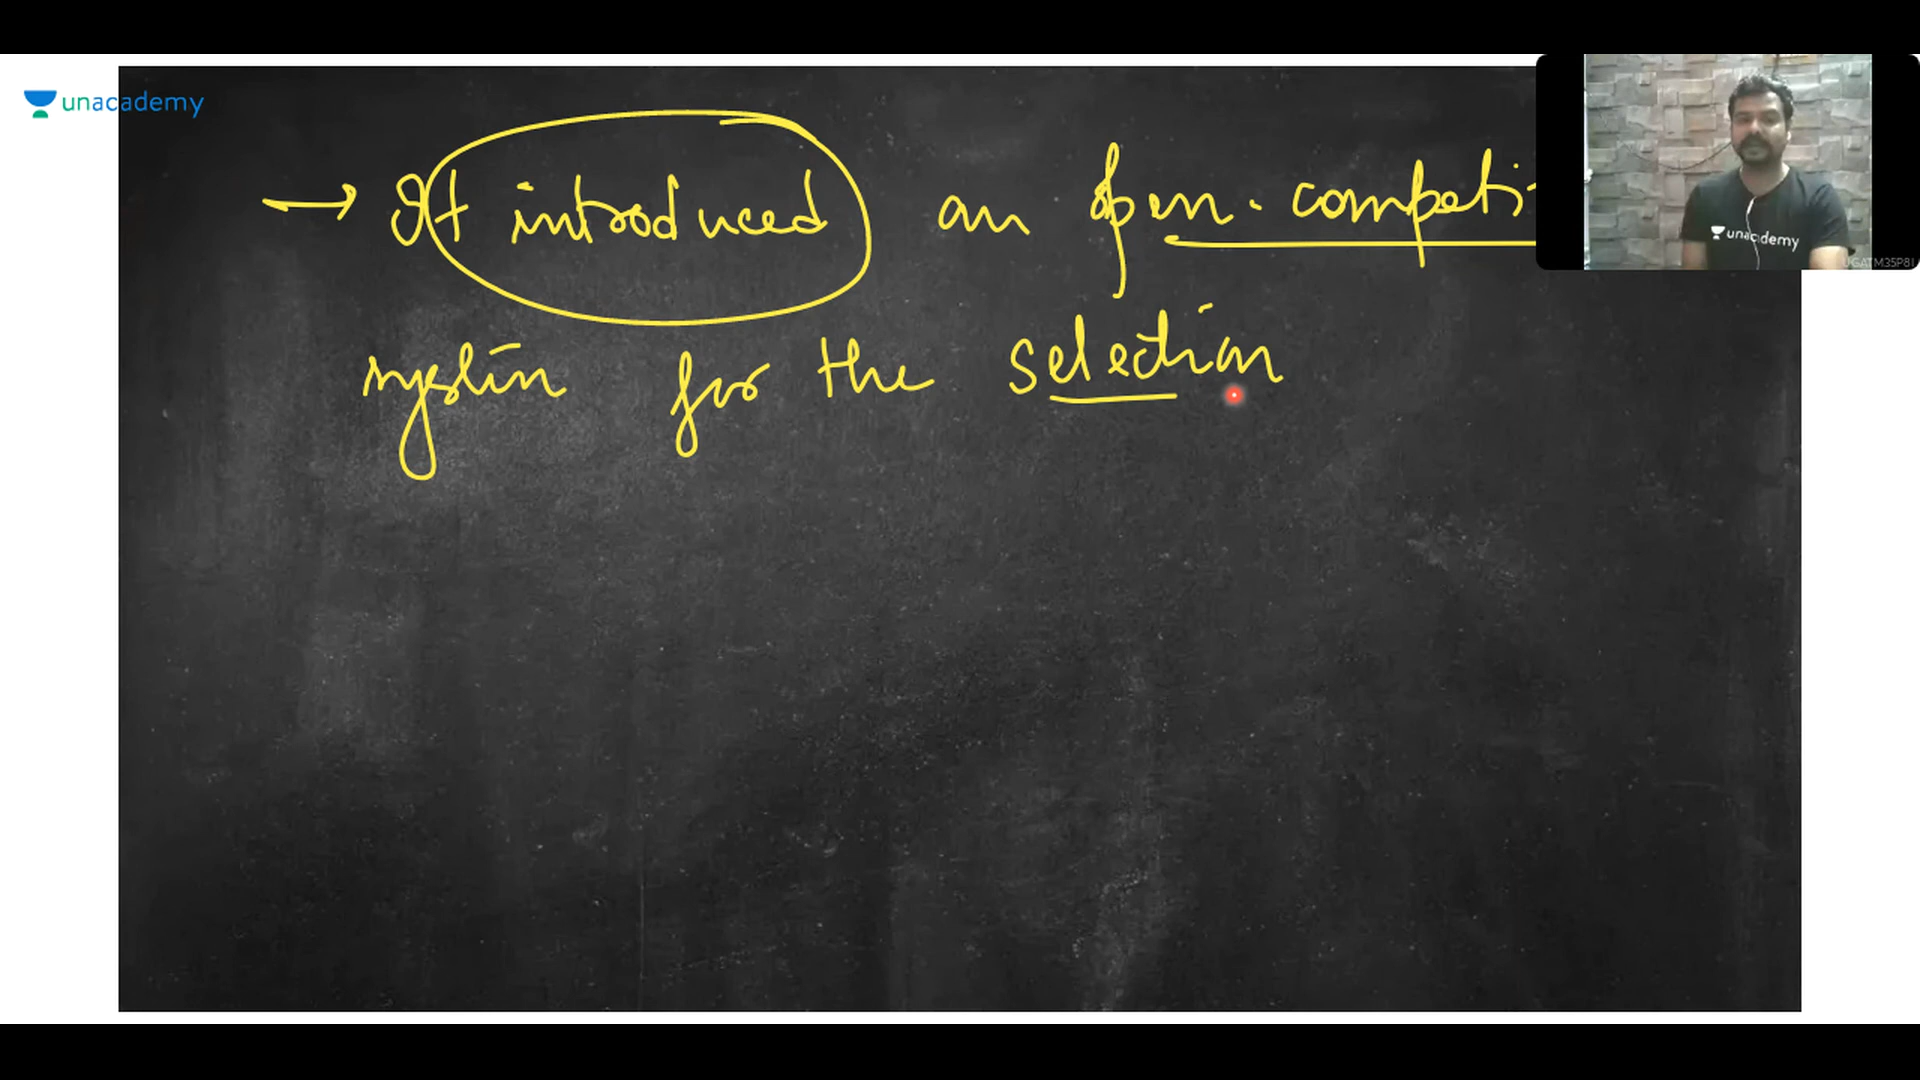 unacademy
→ It introduced an open. competi
system for the selection
unacademy